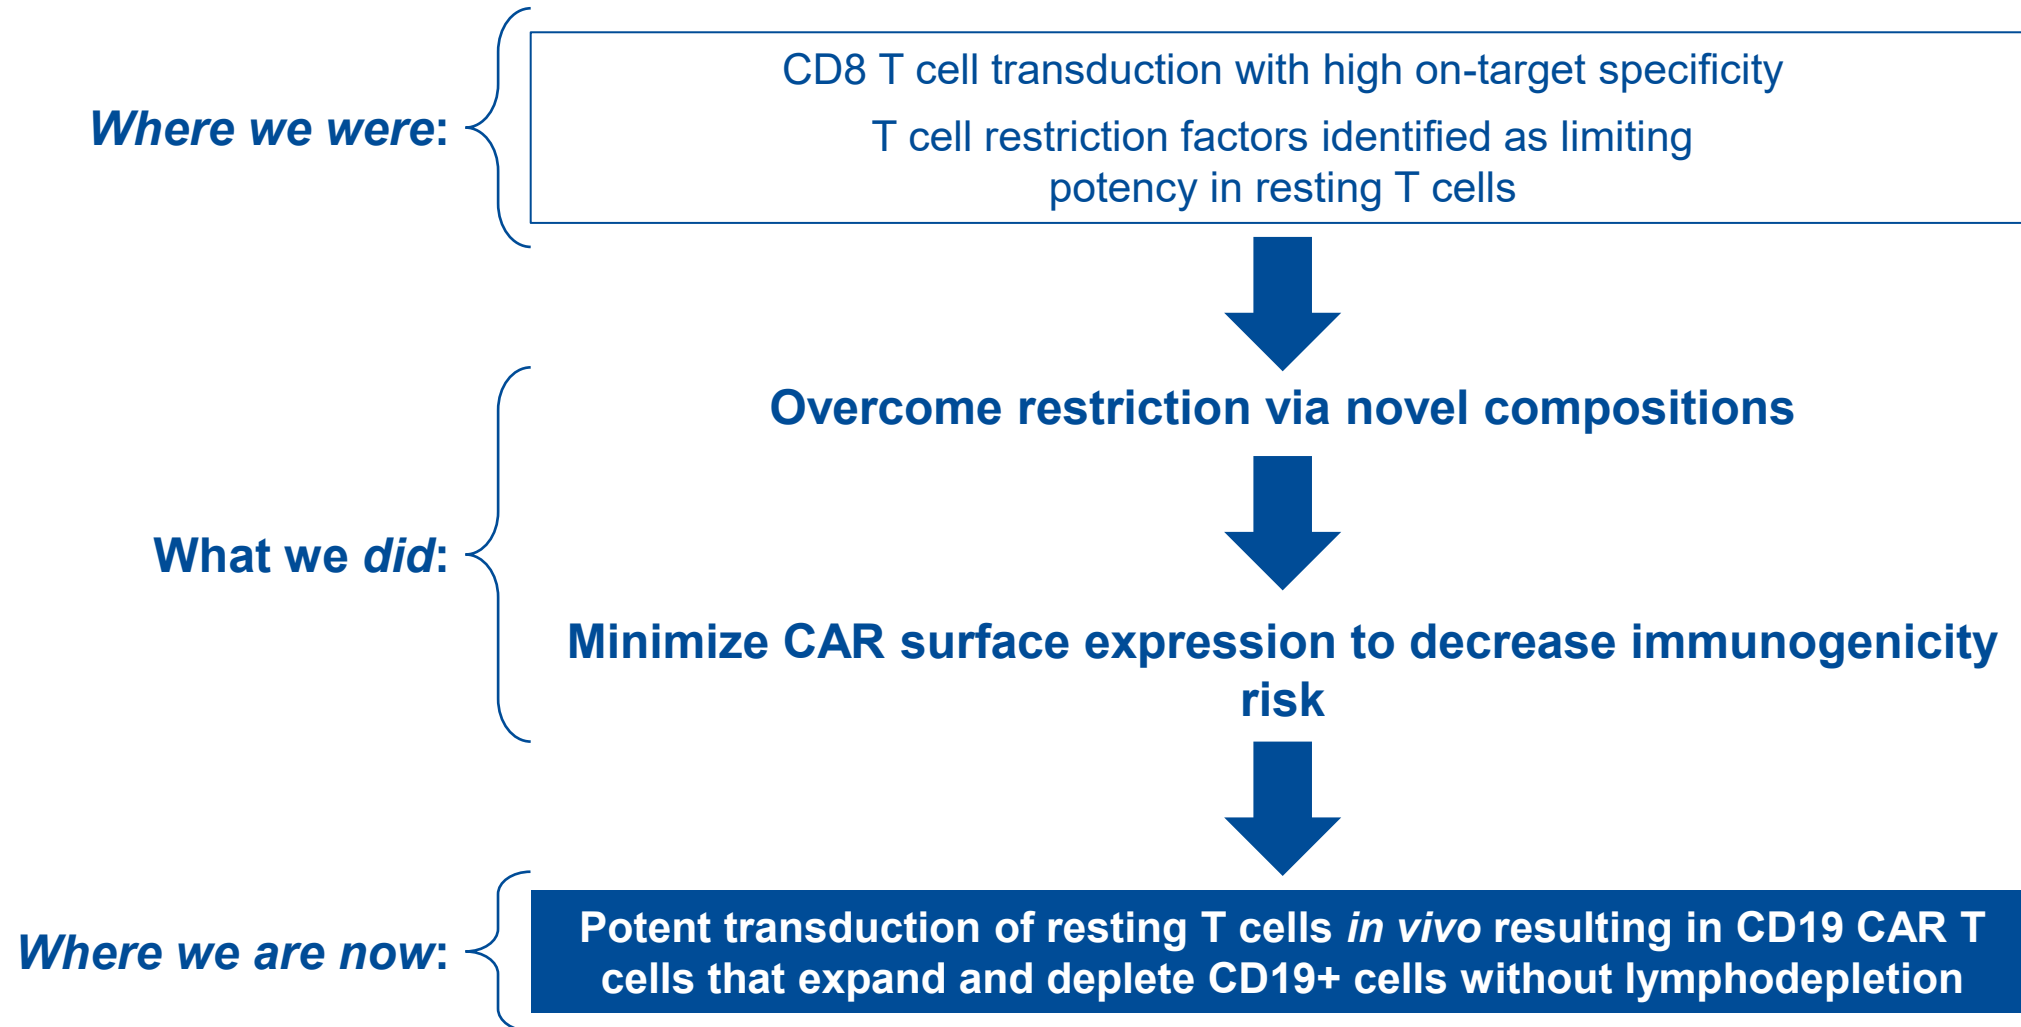 Where we were:
CD8 T cell transduction with high on-target specificity
T cell restriction factors identified as limiting
potency in resting T cells
What we did:
Overcome restriction via novel compositions
Minimize CAR surface expression to decrease immunogenicity
risk
Where we are now:
Potent transduction of resting T cells in vivo resulting in CD19 CAR T
cells that expand and deplete CD19+ cells without lymphodepletion